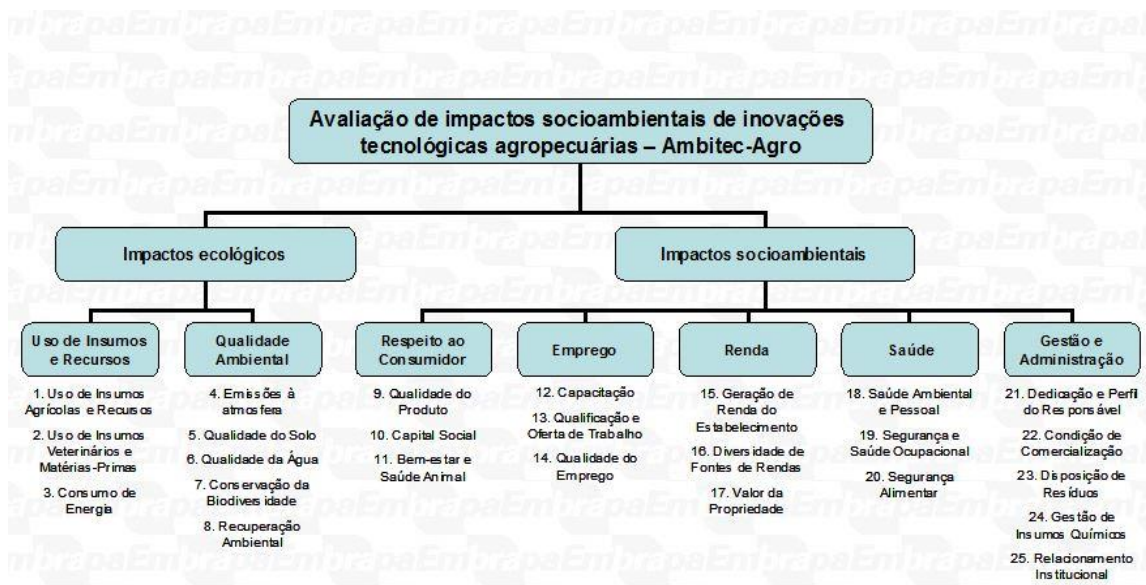 Avaliação de impactos socioambientais de inovações
tecnológicas agropecuárias – Ambitec-Agro
Impactos ecológicos
Impactos socioambientais
Uso de Insumos
e Recursos
Qualidade
Ambiental
Respeito ao
Consumidor
Emprego
Renda
Saúde
Gestão e
Administração
1. Uso de Insumos
Agrícolas e Recursos
2. Uso de Insumos
Veterinários e
Matérias-Primas
3. Consumo de
Energia
4. Emissões à
atmosfera
5. Qualidade do Solo
6. Qualidade da Água
7. Conservação da
Biodiversidade
8. Recuperação
Ambiental
9. Qualidade do
Produto
10. Capital Social
11. Bem-estar e
Saúde Animal
12. Capacitação
13. Qualificação e
Oferta de Trabalho
14. Qualidade do
Emprego
15. Geração de
Renda do
Estabelecimento
16. Diversidade de
Fontes de Rendas
17. Valor da
Propriedade
18. Saúde Ambiental
e Pessoal
19. Segurança e
Saúde Ocupacional
20. Segurança
Alimentar
21. Dedicação e Perfil
do Responsável
22. Condição de
Comercialização
23. Disposição de
Resíduos
24. Gestão de
Insumos Químicos
25. Relacionamento
Institucional
Embrapa